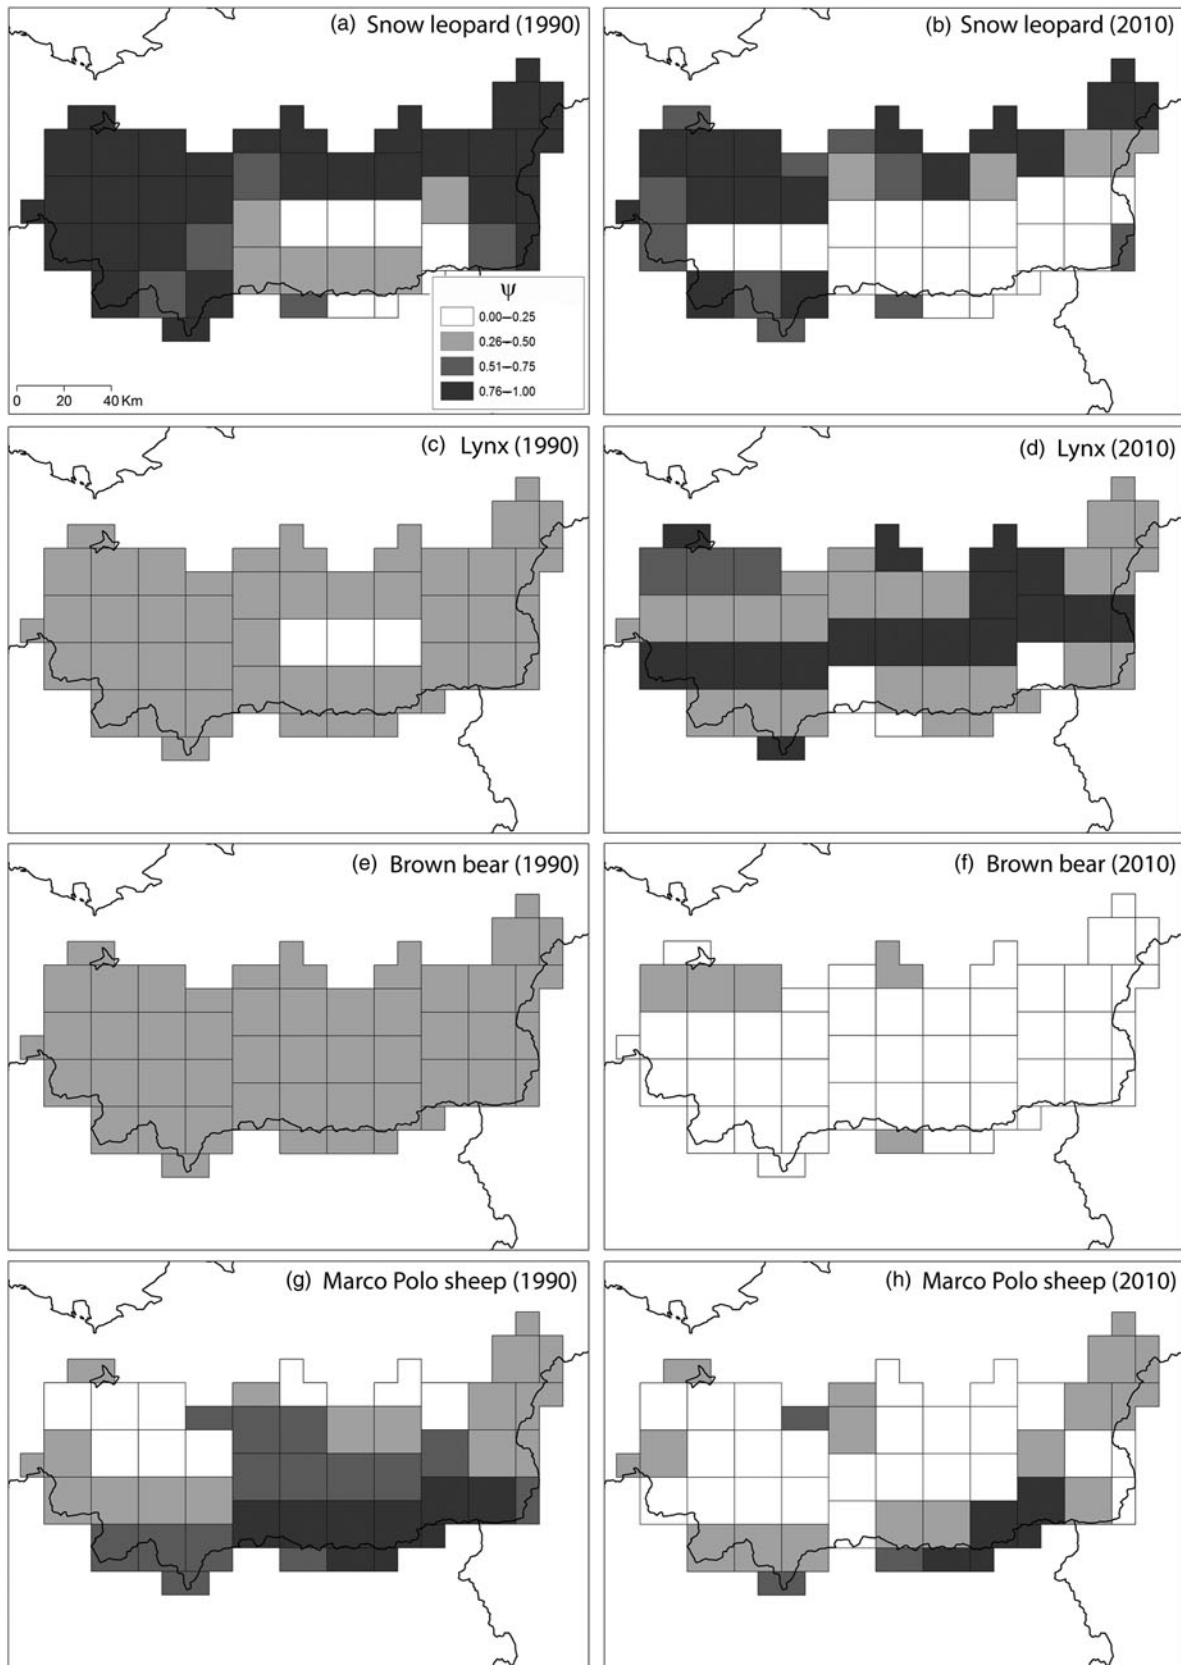 (a) Snow leopard (1990)
(b) Snow leopard (2010)
Ψ
0.00–0.25
0.26–0.50
0.51–0.75
0.76–1.00
0 20 40 Km
(c) Lynx (1990)
(d) Lynx (2010)
(e) Brown bear (1990)
(f) Brown bear (2010)
(g) Marco Polo sheep (1990)
(h) Marco Polo sheep (2010)